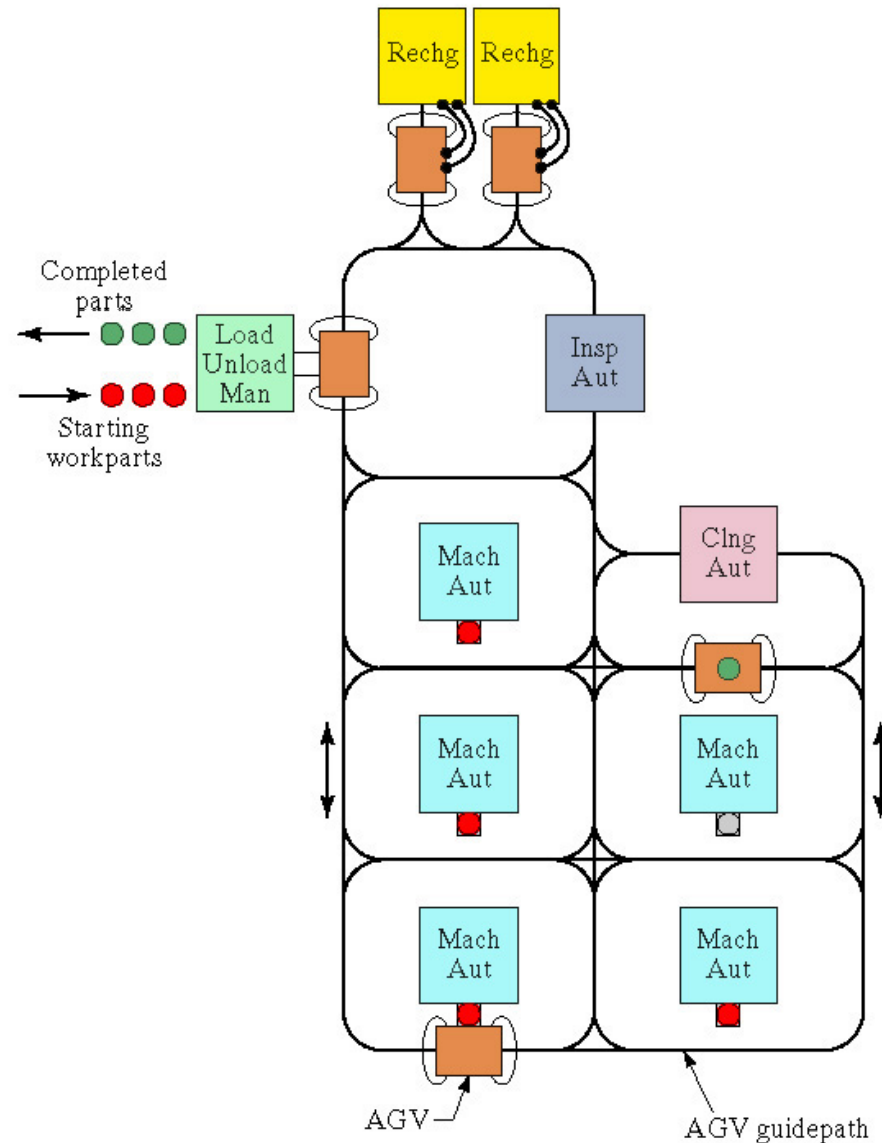 Rechg
Rechg
Completed
parts
Load
Unload
Man
Insp
Aut
Starting
workparts
Mach
Aut
Clng
Aut
Mach
Aut
Mach
Aut
Mach
Aut
Mach
Aut
AGV
AGV guidepath